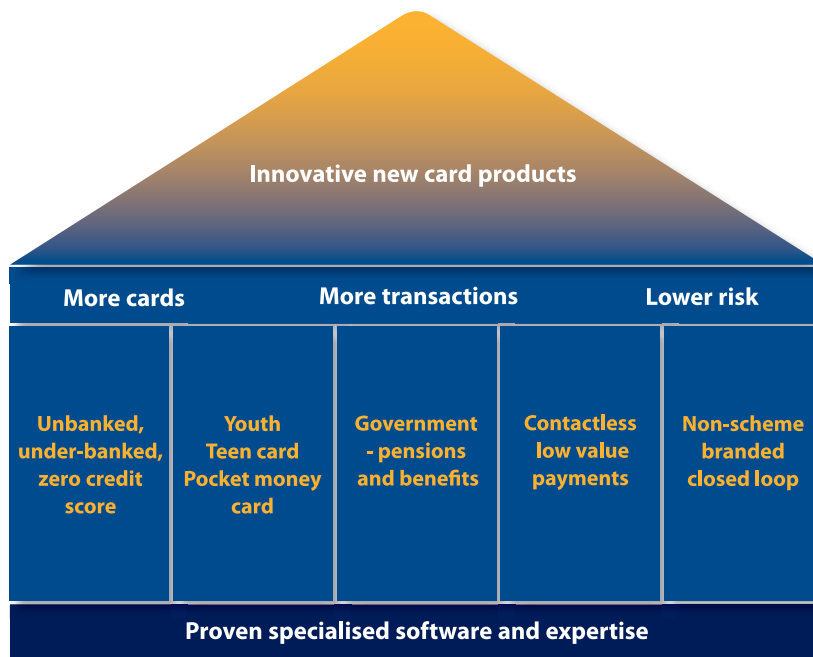 Innovative new card products
More cards
More transactions
Lower risk
Unbanked,
under-banked,
zero credit
score
Youth
Teen card
Pocket money
card
Government
- pensions
and benefits
Contactless
low value
payments
Non-scheme
branded
closed loop
Proven specialised software and expertise